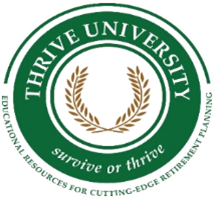 THRIVE UNIVERSITY
survive or thrive
EDUCATIONAL RESOURCES FOR CUTTING-EDGE RETIREMENT PLANNING